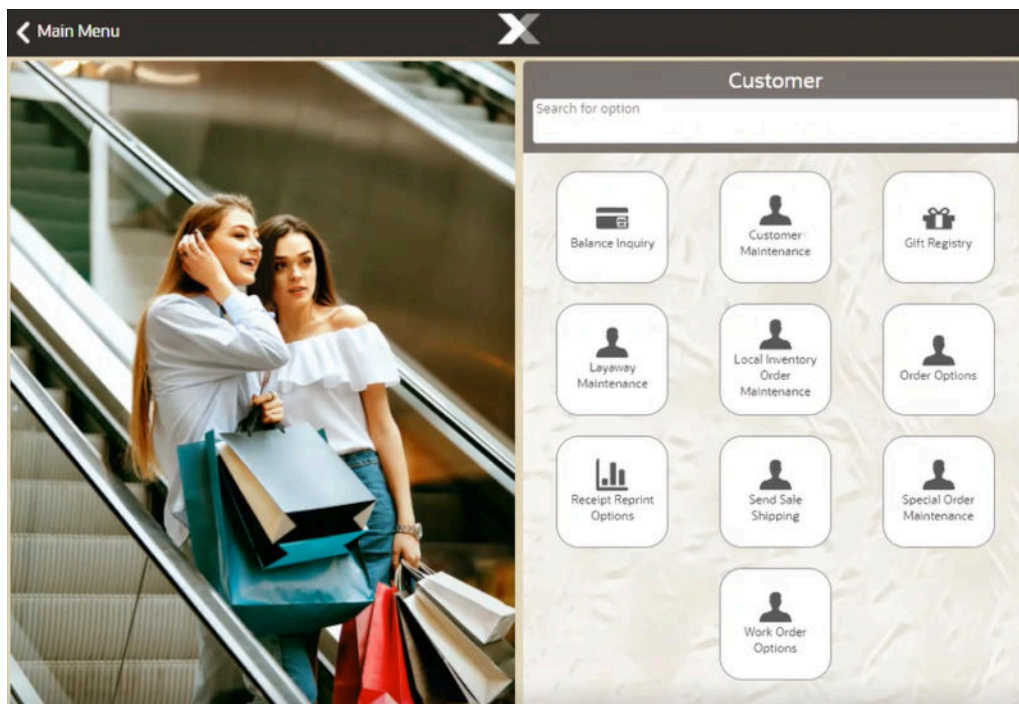 Main Menu
Customer
Search for option
Balance Inquiry
Customer
Maintenance
Gift Registry
Layaway
Maintenance
Local Inventory
Order
Maintenance
Order Options
Receipt Reprint
Options
Send Sale
Shipping
Special Order
Maintenance
Work Order
Options